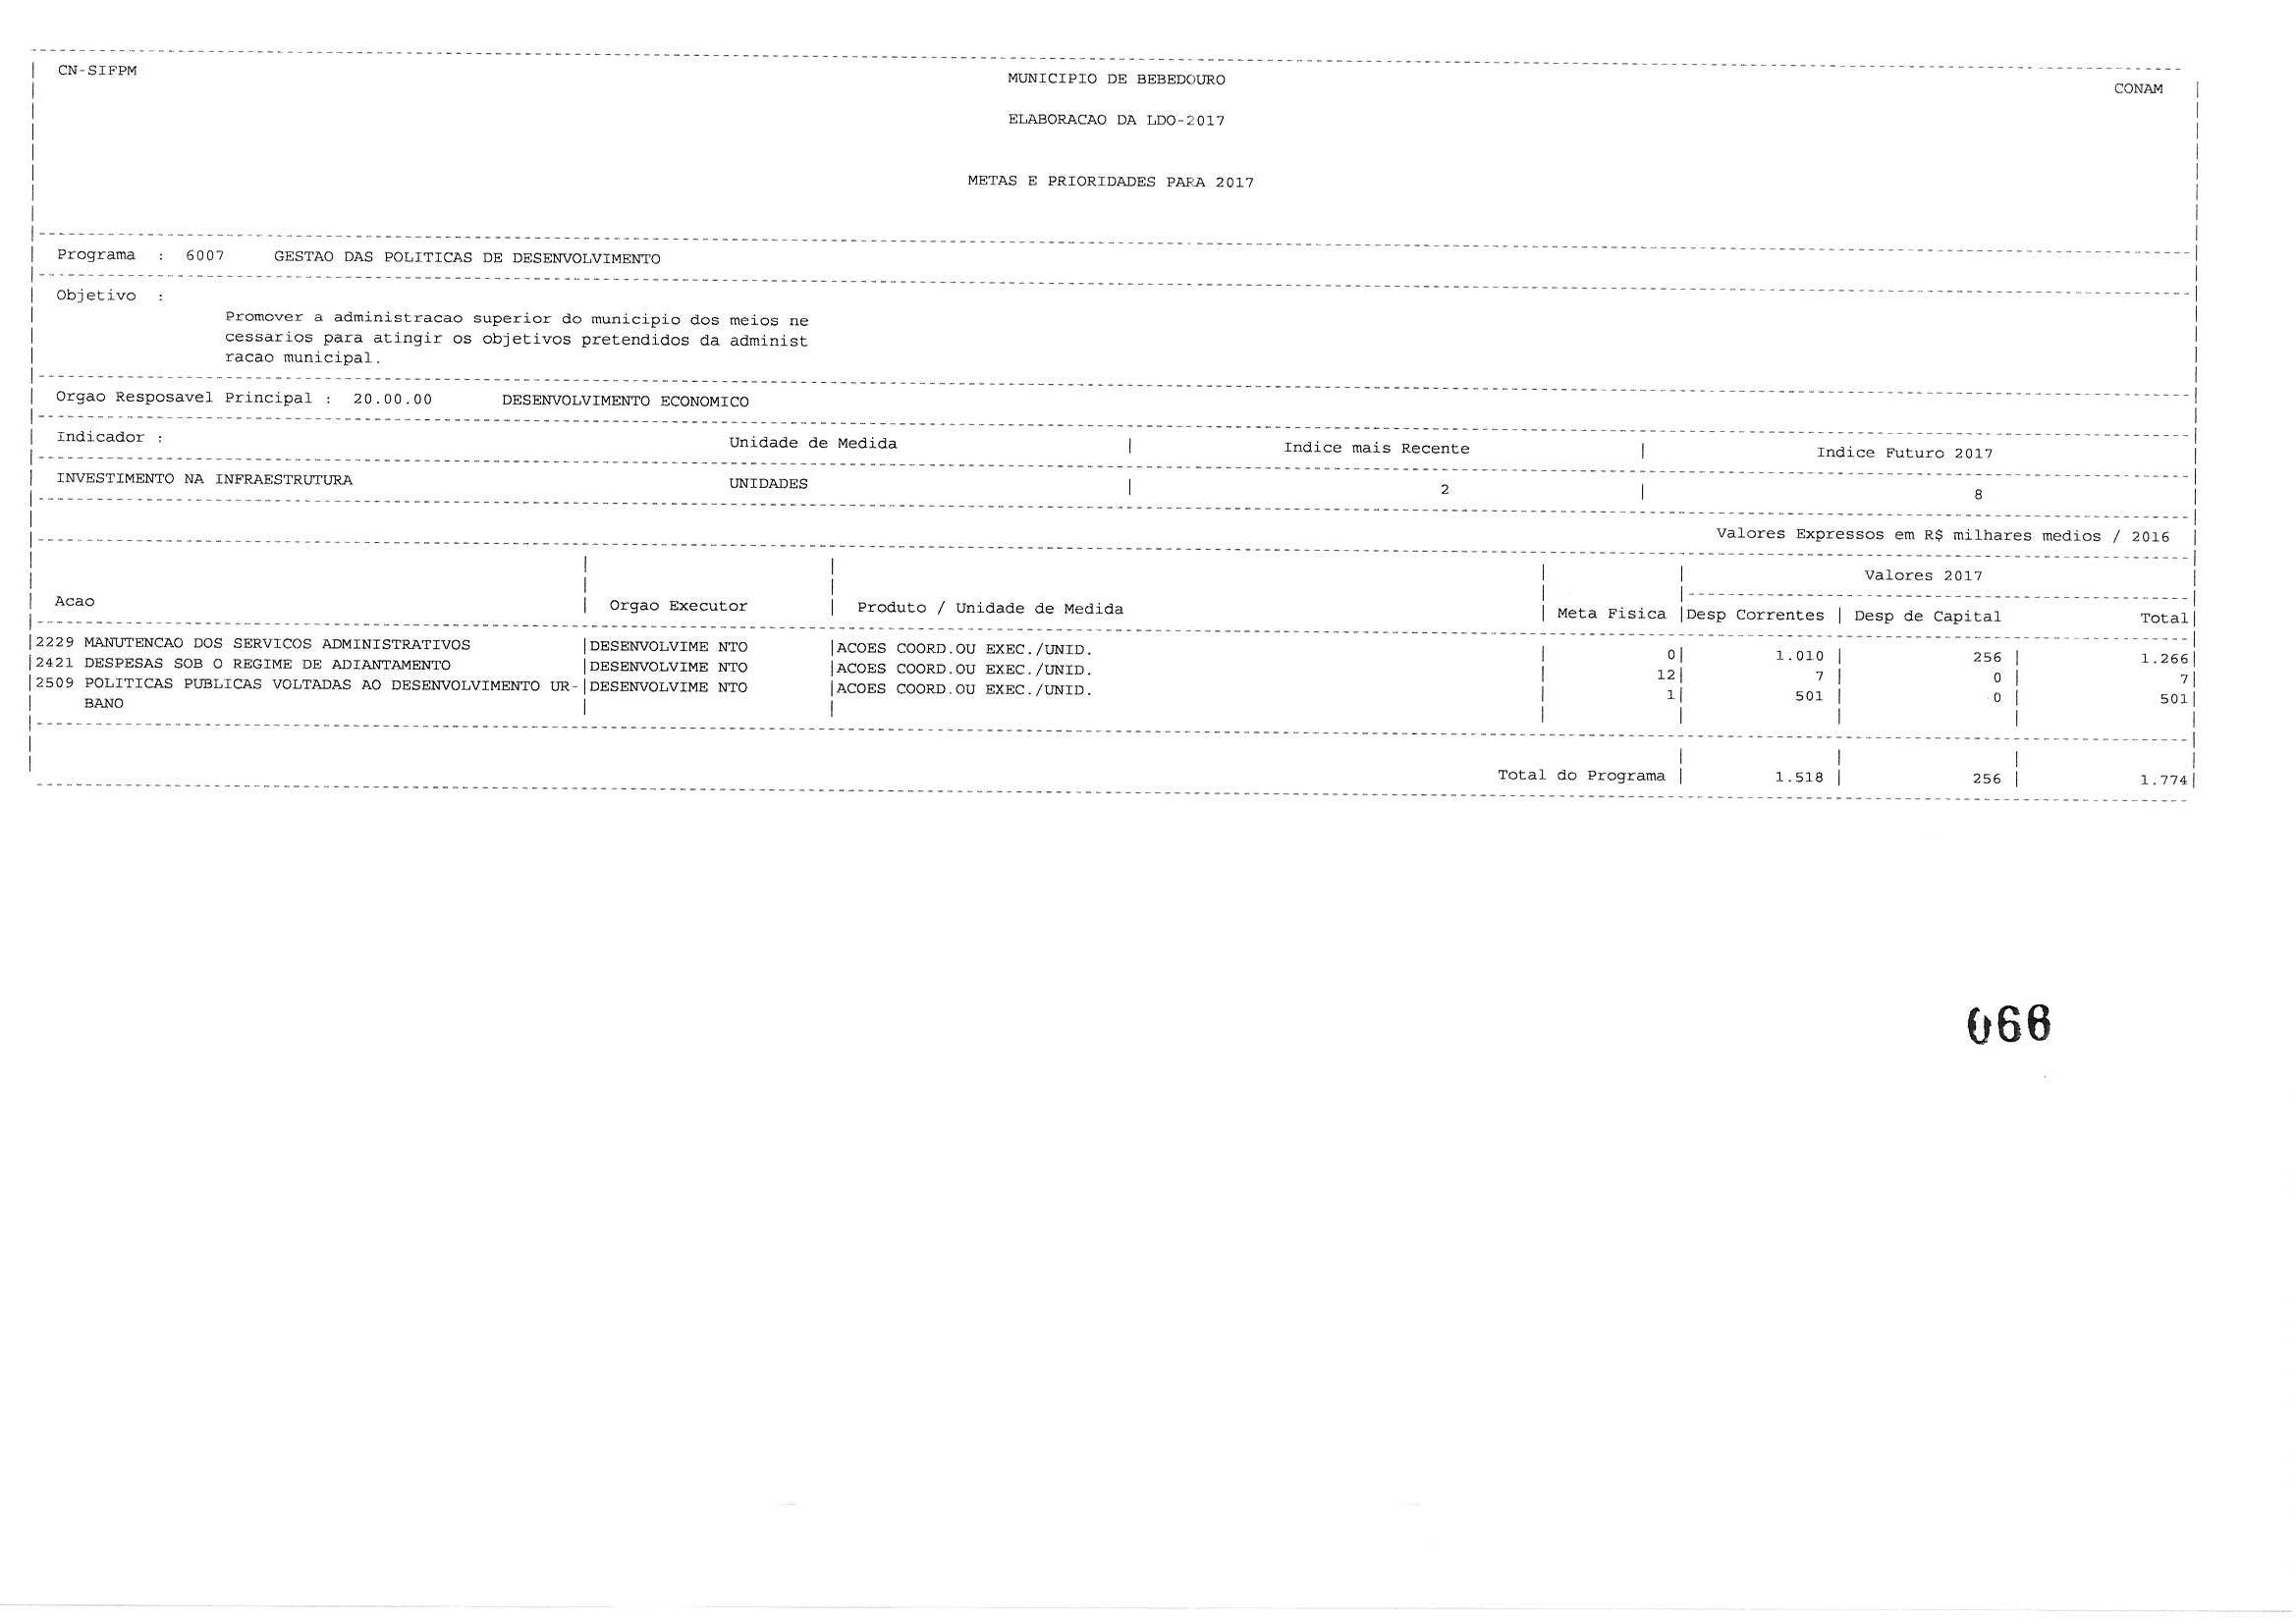 CN-SIFPM MUNICIPIO DE BEBEDOURO CONAM
ELABORACAO DA LDO-2017
METAS E PRIORIDADES PARA 2017
Programa : 6007 GESTAO DAS POLITICAS DE DESENVOLVIMENTO
Objetivo :
Promover a administracao superior do municipio dos meios ne
cessarios para atingir os objetivos pretendidos da administ
racao municipal.
Orgao Resposavel Principal : 20.00.00 DESENVOLVIMENTO ECONOMICO
Indicador : Unidade de Medida | Indice mais Recente | Indice Futuro 2017
INVESTIMENTO NA INFRAESTRUTURA UNIDADES | 2 | 8
Valores Expressos em R$ milhares medios / 2016
Valores 2017
Acao | Orgao Executor | Produto / Unidade de Medida | Meta Fisica | Desp Correntes | Desp de Capital Total
2229 MANUTENCAO DOS SERVICOS ADMINISTRATIVOS | DESENVOLVIME NTO | ACOES COORD.OU EXEC./UNID. | 0 | 1.010 | 256 | 1.266
2421 DESPESAS SOB O REGIME DE ADIANTAMENTO | DESENVOLVIME NTO | ACOES COORD.OU EXEC./UNID. | 12 | 7 | 0 | 7
2509 POLITICAS PUBLICAS VOLTADAS AO DESENVOLVIMENTO UR- | DESENVOLVIME NTO | ACOES COORD.OU EXEC./UNID. | 1 | 501 | 0 | 501
BANO
Total do Programa | 1.518 | 256 | 1.774